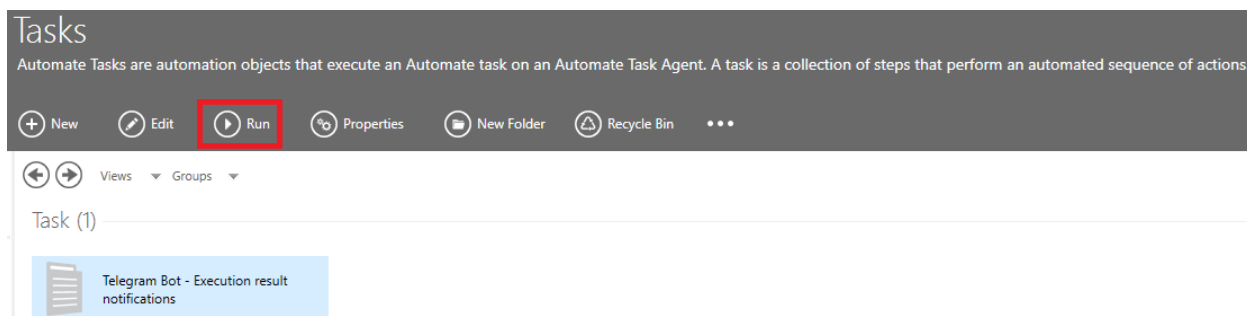 Tasks
Automate Tasks are automation objects that execute an Automate task on an Automate Task Agent. A task is a collection of steps that perform an automated sequence of actions
New Edit Run Properties New Folder Recycle Bin
Views Groups
Task (1)
Telegram Bot - Execution result
notifications